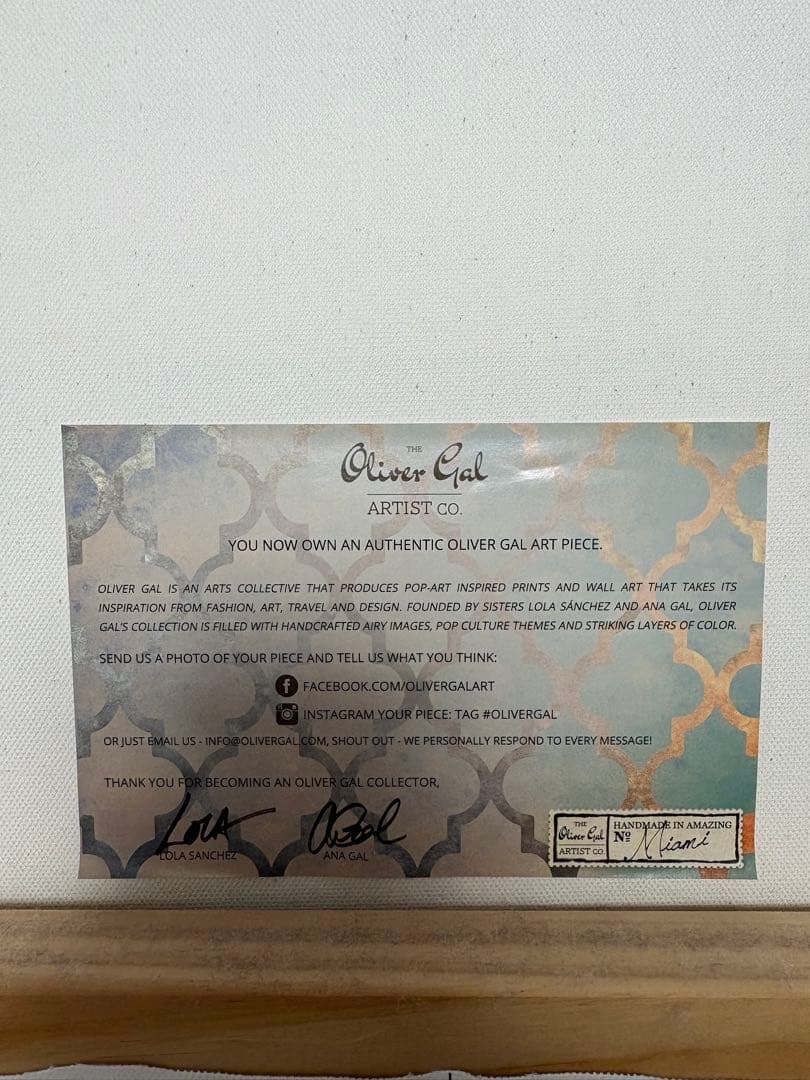 THE
Oliver Gal
ARTIST CO.
YOU NOW OWN AN AUTHENTIC OLIVER GAL ART PIECE.
OLIVER GAL IS AN ARTS COLLECTIVE THAT PRODUCES POP-ART INSPIRED PRINTS AND WALL ART THAT TAKES ITS
INSPIRATION FROM FASHION, ART, TRAVEL AND DESIGN. FOUNDED BY SISTERS LOLA SÁNCHEZ AND ANA GAL, OLIVER
GAL'S COLLECTION IS FILLED WITH HANDCRAFTED AIRY IMAGES, POP CULTURE THEMES AND STRIKING LAYERS OF COLOR.
SEND US A PHOTO OF YOUR PIECE AND TELL US WHAT YOU THINK:
f FACEBOOK.COM/OLIVERGALART
INSTAGRAM YOUR PIECE: TAG #OLIVERGAL
OR JUST EMAIL US - INFO@OLIVERGAL.COM, SHOUT OUT - WE PERSONALLY RESPOND TO EVERY MESSAGE!
THANK YOU FOR BECOMING AN OLIVER GAL COLLECTOR,
LOLA
LOLA SANCHEZ
ANA GAL
THE
Oliver Gal
ARTIST CO.
HANDMADE IN AMAZING
Nº Miami